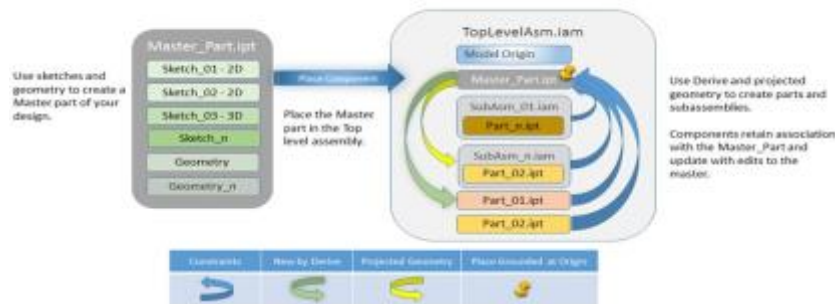 TopLevelAsm.iam
Master_Part.ipt
Model Origin
Sketch_01 - 2D
Sketch_02 - 2D
Sketch_03 - 3D
Sketch_n
Geometry
Geometry_n
Use sketches and
geometry to create a
Master part of your
design.
Place Component
Place the Master
part in the Top
level assembly.
Master_Part.ipt
SubAsm_01.iam
Part_n.ipt
SubAsm_n.iam
Part_02.ipt
Part_01.ipt
Part_02.ipt
Use Derive and projected
geometry to create parts and
subassemblies.
Components retain association
with the Master_Part and
update with edits to the
master.
Constraints
New by Derive
Projected Geometry
Place Grounded at Origin